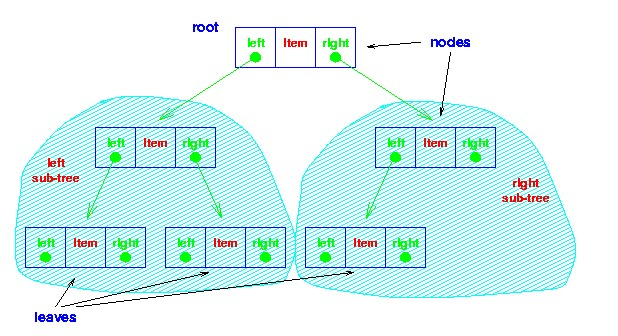 root
left Item right
nodes
left Item right
left Item right
left
sub-tree
right
sub-tree
left Item right
left Item right
left Item right
leaves